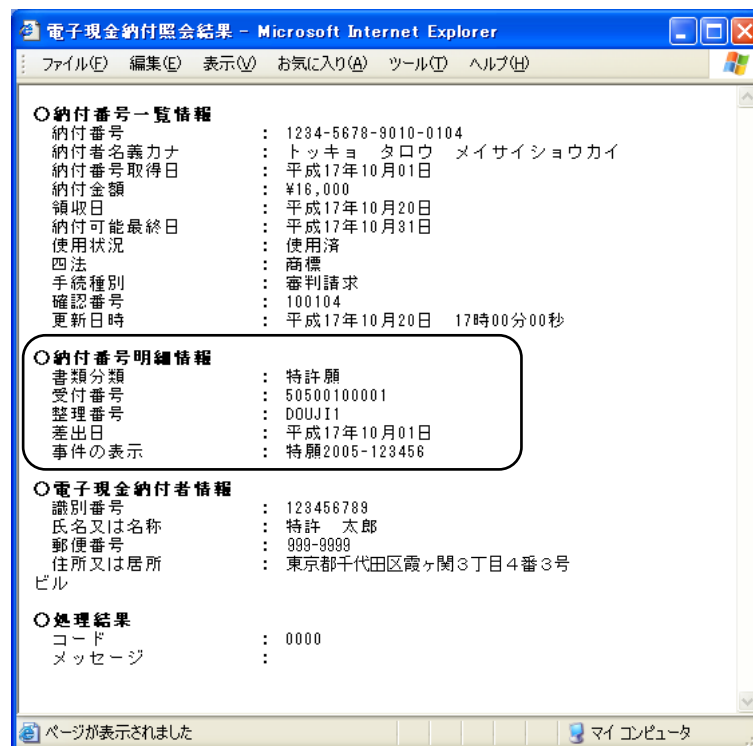 電子現金納付照会結果 - Microsoft Internet Explorer
ファイル(F) 編集(E) 表示(V) お気に入り(A) ツール(T) ヘルプ(H)
○納付番号一覧情報
納付番号 : 1234-5678-9010-0104
納付者名義カナ : トッキョ タロウ メイサイショウカイ
納付番号取得日 : 平成17年10月01日
納付金額 : ¥16,000
領収日 : 平成17年10月20日
納付可能最終日 : 平成17年10月31日
使用状況 : 使用済
四法 : 商標
手続種別 : 審判請求
確認番号 : 100104
更新日時 : 平成17年10月20日 17時00分00秒
○納付番号明細情報
書類分類 : 特許願
受付番号 : 50500100001
整理番号 : DOUJI1
差出日 : 平成17年10月01日
事件の表示 : 特願2005-123456
○電子現金納付者情報
識別番号 : 123456789
氏名又は名称 : 特許 太郎
郵便番号 : 999-9999
住所又は居所 : 東京都千代田区霞ヶ関3丁目4番3号
ビル
○処理結果
コード : 0000
メッセージ :
ページが表示されました マイ コンピュータ